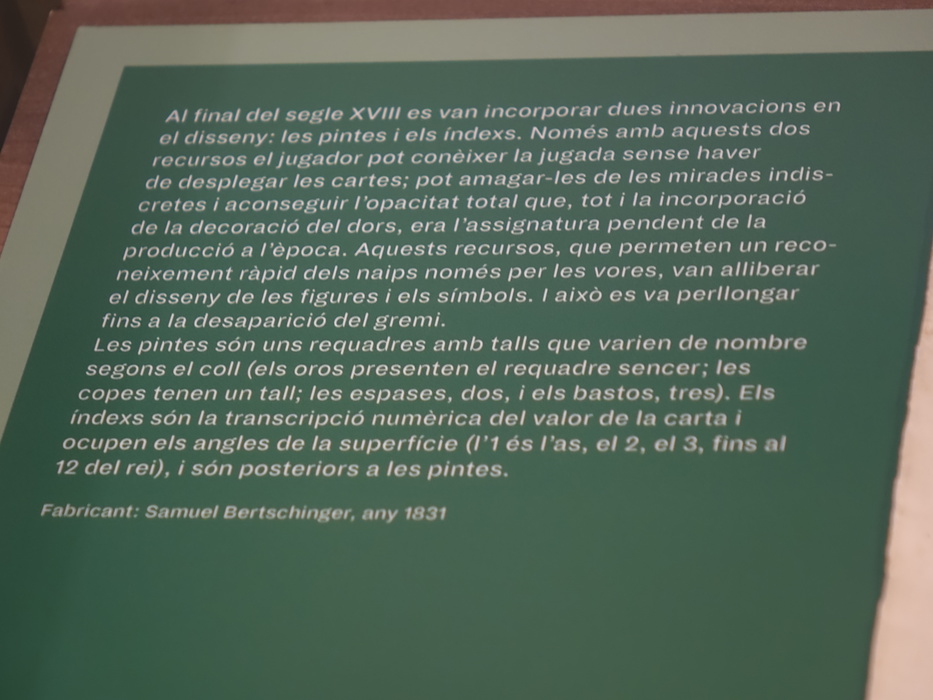 Al final del segle XVIII es van incorporar dues innovacions en
el disseny: les pintes i els índexs. Només amb aquests dos
recursos el jugador pot conèixer la jugada sense haver
de desplegar les cartes; pot amagar-les de les mirades indis-
cretes i aconseguir l'opacitat total que, tot i la incorporació
de la decoració del dors, era l'assignatura pendent de la
producció a l'època. Aquests recursos, que permeten un reco-
neixement ràpid dels naips només per les vores, van alliberar
el disseny de les figures i els símbols. I això es va perllongar
fins a la desaparició del gremi.
Les pintes són uns requadres amb talls que varien de nombre
segons el coll (els oros presenten el requadre sencer; les
copes tenen un tall; les espases, dos, i els bastos, tres). Els
índexs són la transcripció numèrica del valor de la carta i
ocupen els angles de la superfície (l'1 és l'as, el 2, el 3, fins al
12 del rei), i són posteriors a les pintes.
Fabricant: Samuel Bertschinger, any 1831